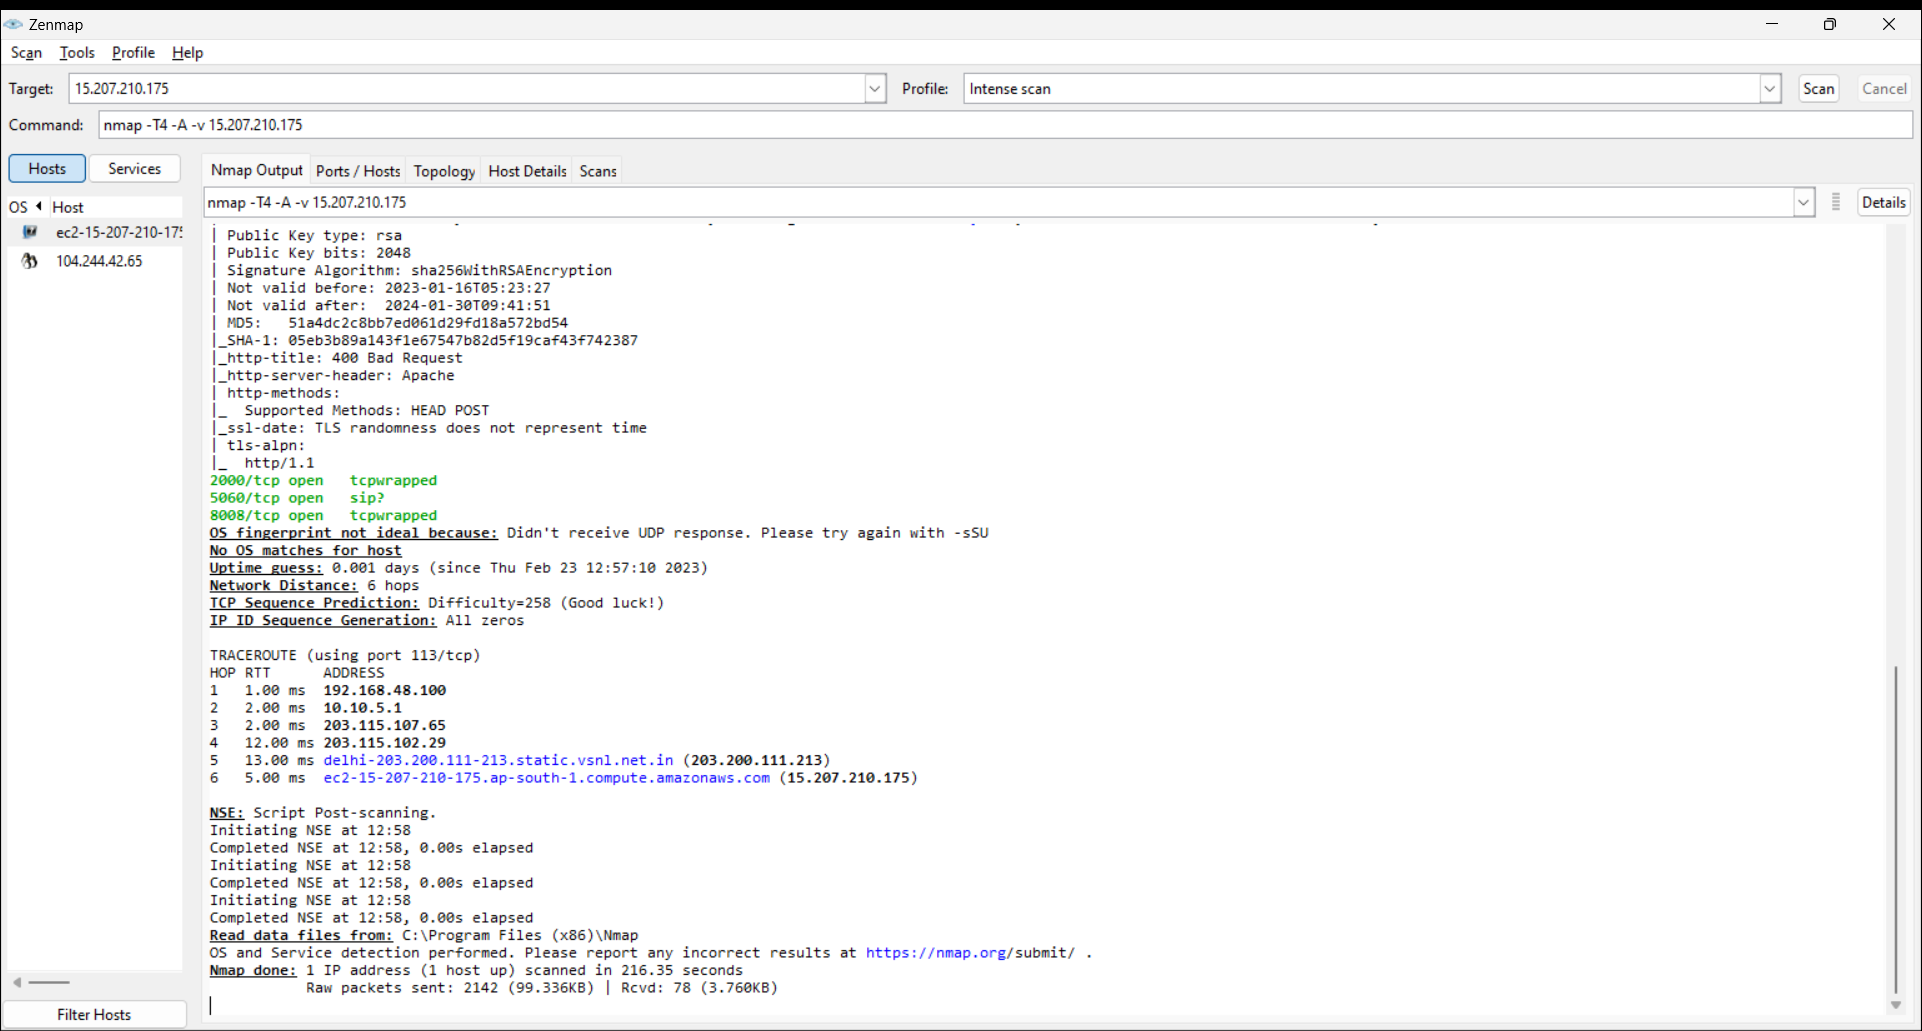 Zenmap
Scan Tools Profile Help
Target: 15.207.210.175 Profile: Intense scan Scan Cancel
Command: nmap -T4 -A -v 15.207.210.175
Hosts Services Nmap Output Ports / Hosts Topology Host Details Scans
nmap -T4 -A -v 15.207.210.175 Details
OS Host
ec2-15-207-210-175
104.244.42.65
| Public Key type: rsa
| Public Key bits: 2048
| Signature Algorithm: sha256WithRSAEncryption
| Not valid before: 2023-01-16T05:23:27
| Not valid after:  2024-01-30T09:41:51
| MD5:   51a4dc2c8bb7ed061d29fd18a572bd54
|_SHA-1: 05eb3b89a143f1e67547b82d5f19caf43f742387
|_http-title: 400 Bad Request
|_http-server-header: Apache
| http-methods:
|_  Supported Methods: HEAD POST
|_ssl-date: TLS randomness does not represent time
| tls-alpn:
|_  http/1.1
2000/tcp open   tcpwrapped
5060/tcp open   sip?
8008/tcp open   tcpwrapped
OS fingerprint not ideal because: Didn't receive UDP response. Please try again with -sSU
No OS matches for host
Uptime guess: 0.001 days (since Thu Feb 23 12:57:10 2023)
Network Distance: 6 hops
TCP Sequence Prediction: Difficulty=258 (Good luck!)
IP ID Sequence Generation: All zeros
TRACEROUTE (using port 113/tcp)
HOP RTT      ADDRESS
1   1.00 ms  192.168.48.100
2   2.00 ms  10.10.5.1
3   2.00 ms  203.115.107.65
4   12.00 ms 203.115.102.29
5   13.00 ms delhi-203.200.111-213.static.vsnl.net.in (203.200.111.213)
6   5.00 ms  ec2-15-207-210-175.ap-south-1.compute.amazonaws.com (15.207.210.175)
NSE: Script Post-scanning.
Initiating NSE at 12:58
Completed NSE at 12:58, 0.00s elapsed
Initiating NSE at 12:58
Completed NSE at 12:58, 0.00s elapsed
Initiating NSE at 12:58
Completed NSE at 12:58, 0.00s elapsed
Read data files from: C:\Program Files (x86)\Nmap
OS and Service detection performed. Please report any incorrect results at https://nmap.org/submit/ .
Nmap done: 1 IP address (1 host up) scanned in 216.35 seconds
Raw packets sent: 2142 (99.336KB) | Rcvd: 78 (3.760KB)
Filter Hosts